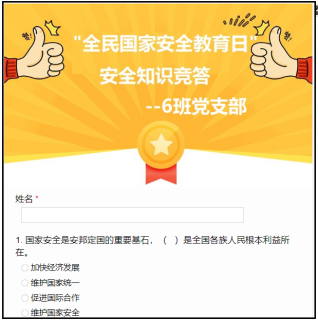 "全民国家安全教育日"
安全知识竞答
--6班党支部
姓名 *
1. 国家安全是安邦定国的重要基石，（ ）是全国各族人民根本利益所
在。
加快经济发展
维护国家统一
促进国际合作
维护国家安全